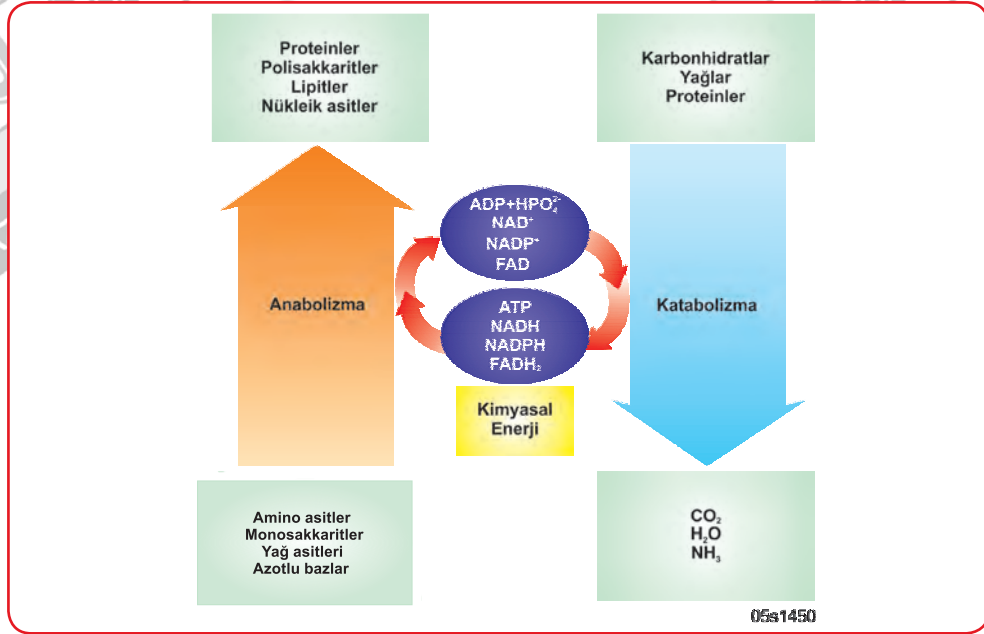 Proteinler
Polisakkaritler
Lipitler
Nükleik asitler
Karbonhidratlar
Yağlar
Proteinler
ADP+HPO₄²⁻
NAD⁺
NADP⁺
FAD
Anabolizma
Katabolizma
ATP
NADH
NADPH
FADH₂
Kimyasal
Enerji
Amino asitler
Monosakkaritler
Yağ asitleri
Azotlu bazlar
CO₂
H₂O
NH₃
05s1450